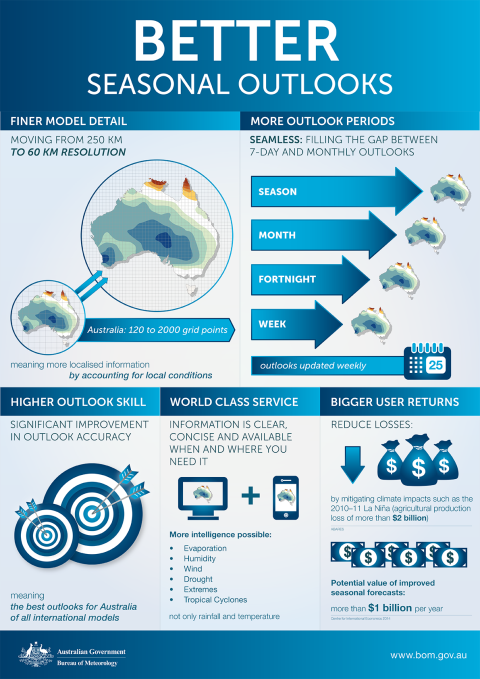 BETTER
SEASONAL OUTLOOKS
FINER MODEL DETAIL
MOVING FROM 250 KM
TO 60 KM RESOLUTION
Australia: 120 to 2000 grid points
meaning more localised information
by accounting for local conditions
MORE OUTLOOK PERIODS
SEAMLESS: FILLING THE GAP BETWEEN
7-DAY AND MONTHLY OUTLOOKS
SEASON
MONTH
FORTNIGHT
WEEK
outlooks updated weekly
25
HIGHER OUTLOOK SKILL
SIGNIFICANT IMPROVEMENT
IN OUTLOOK ACCURACY
meaning
the best outlooks for Australia
of all international models
WORLD CLASS SERVICE
INFORMATION IS CLEAR,
CONCISE AND AVAILABLE
WHEN AND WHERE YOU
NEED IT
+
More intelligence possible:
• Evaporation
• Humidity
• Wind
• Drought
• Extremes
• Tropical Cyclones
not only rainfall and temperature
BIGGER USER RETURNS
REDUCE LOSSES:
$ $ $
by mitigating climate impacts such as the
2010–11 La Niña (agricultural production
loss of more than $2 billion)
$ $ $ $ $
Potential value of improved
seasonal forecasts:
more than $1 billion per year
Australian Government
Bureau of Meteorology
www.bom.gov.au